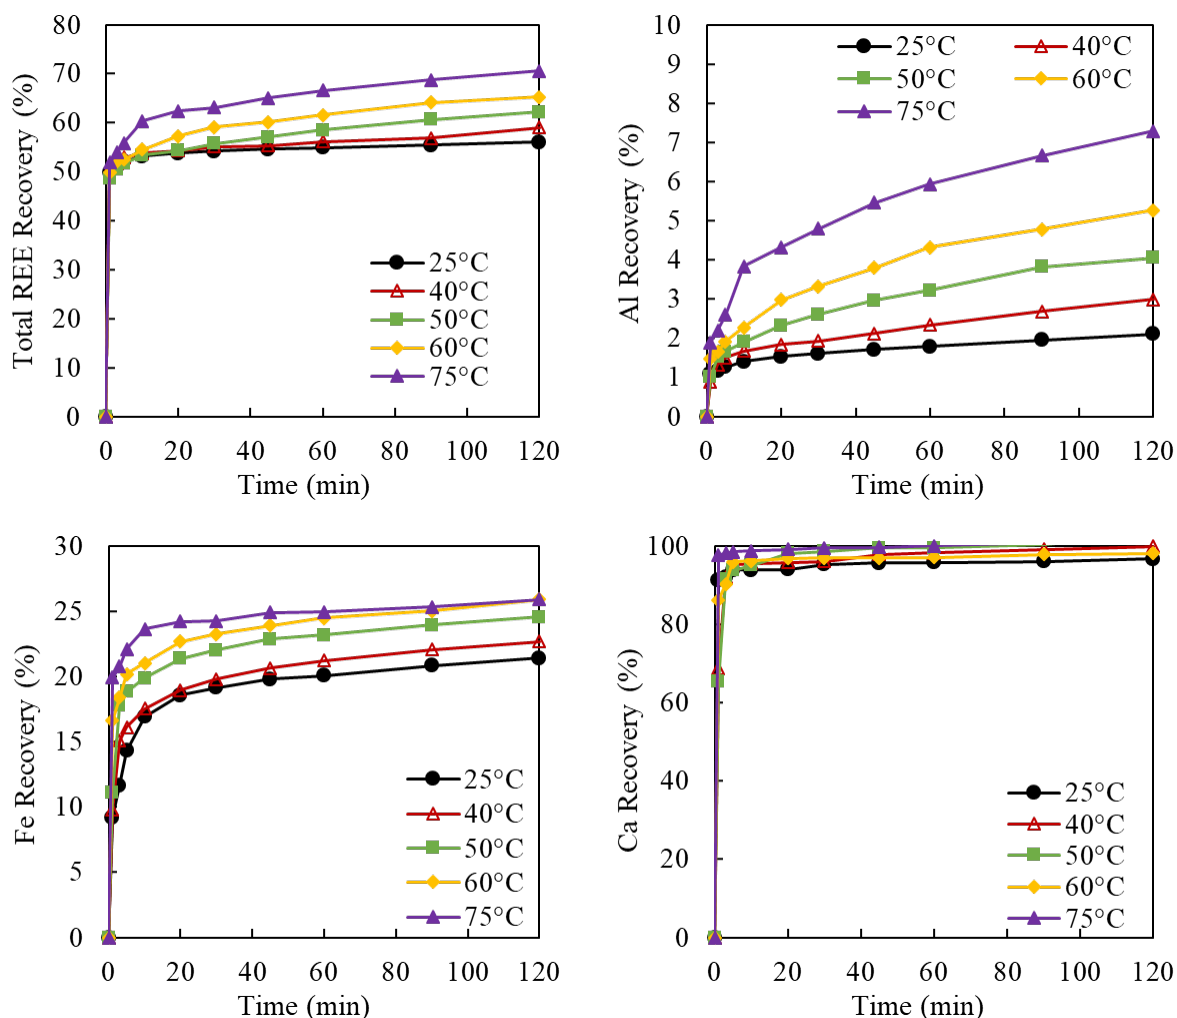 Total REE Recovery (%)
80
70
60
50
40
30
20
10
0
25°C
40°C
50°C
60°C
75°C
0 20 40 60 80 100 120
Time (min)
Al Recovery (%)
10
9
8
7
6
5
4
3
2
1
0
25°C 40°C
50°C 60°C
75°C
0 20 40 60 80 100 120
Time (min)
Fe Recovery (%)
30
25
20
15
10
5
0
25°C
40°C
50°C
60°C
75°C
0 20 40 60 80 100 120
Time (min)
Ca Recovery (%)
100
80
60
40
20
0
25°C
40°C
50°C
60°C
75°C
0 20 40 60 80 100 120
Time (min)